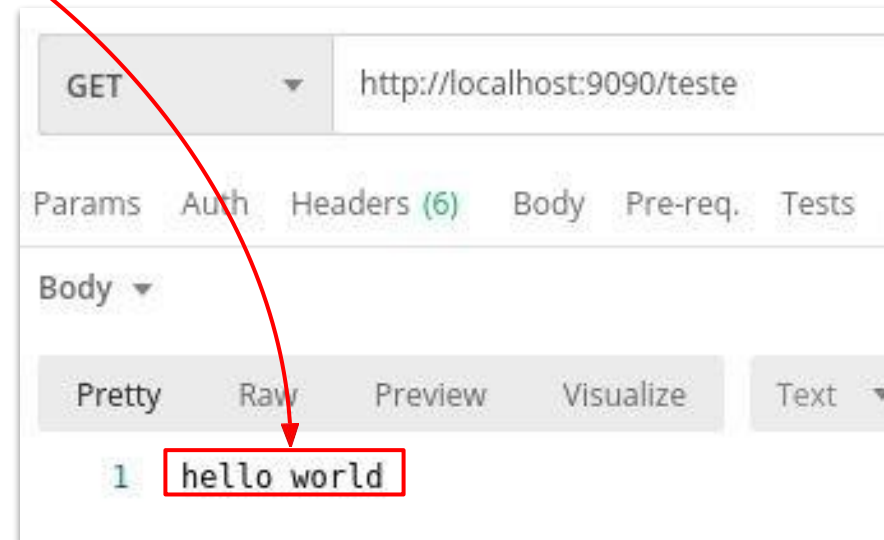 GET http://localhost:9090/teste
Params Auth Headers (6) Body Pre-req. Tests
Body
Pretty Raw Preview Visualize Text
1 hello world